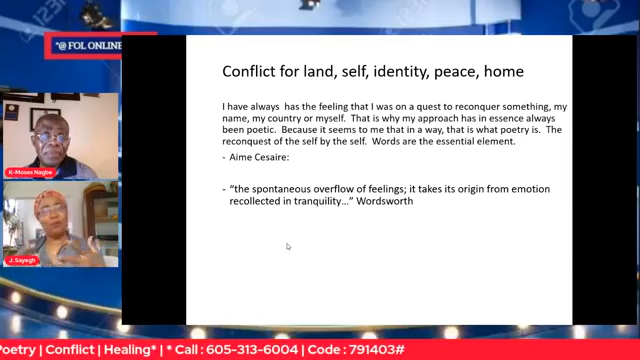 "@ FOL ONLINE
Conflict for land, self, identity, peace, home
I have always has the feeling that I was on a quest to reconquer something, my
name, my country or myself. That is why my approach has in essence always
been poetic. Because it seems to me that in a way, that is what poetry is. The
reconquest of the self by the self. Words are the essential element.
- Aime Cesaire:
- “the spontaneous overflow of feelings; it takes its origin from emotion
recollected in tranquility…” Wordsworth
K-Moses Nagbe
J. Sayegh
Poetry | Conflict | Healing* | * Call : 605-313-6004 | Code : 791403#